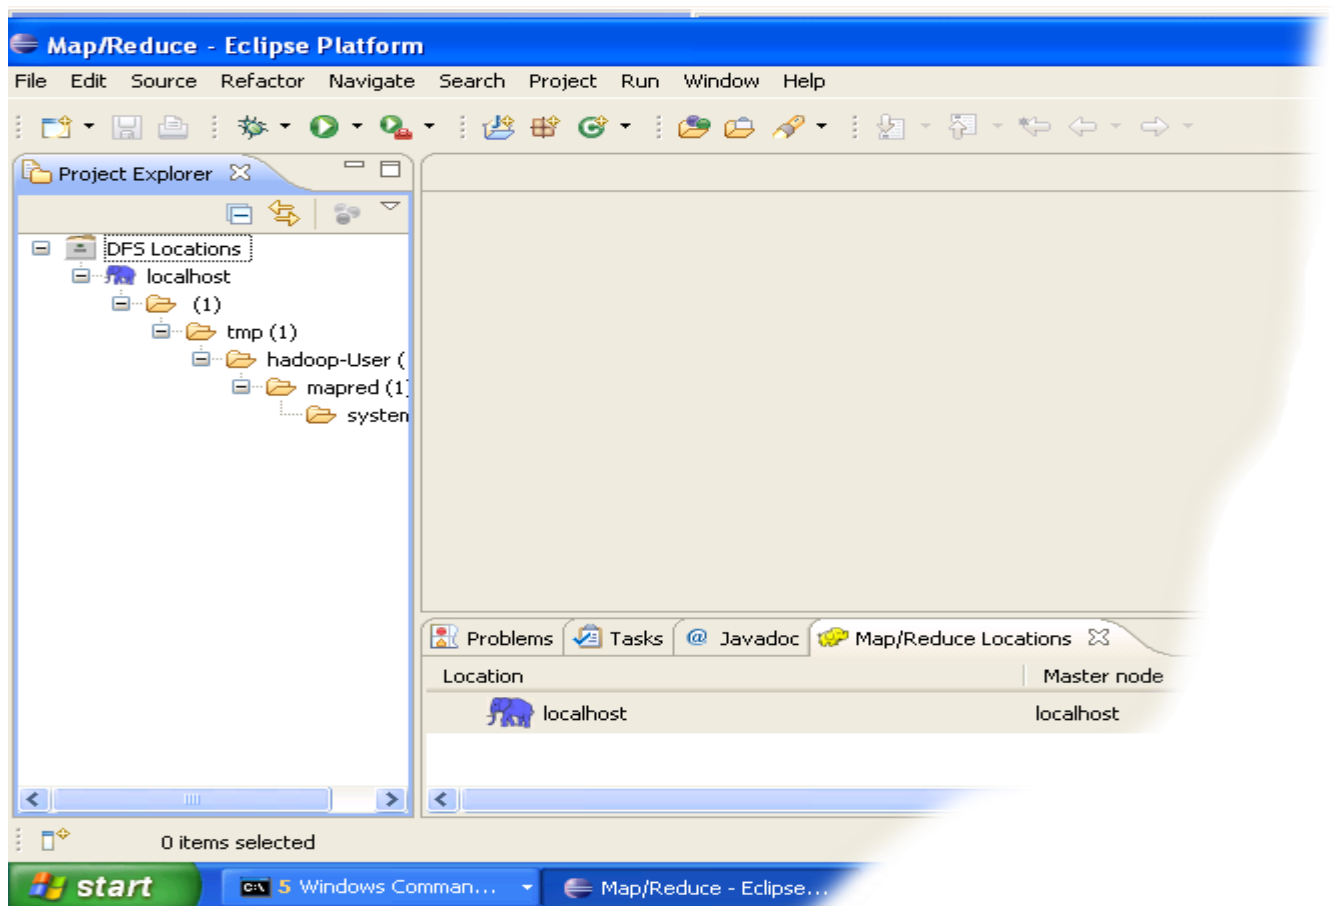 Map/Reduce - Eclipse Platform
File Edit Source Refactor Navigate Search Project Run Window Help
Project Explorer
DFS Locations
localhost
(1)
tmp (1)
hadoop-User (
mapred (1)
system
Problems @ Tasks Javadoc Map/Reduce Locations
Location Master node
localhost localhost
0 items selected
start 5 Windows Comman... Map/Reduce - Eclipse...